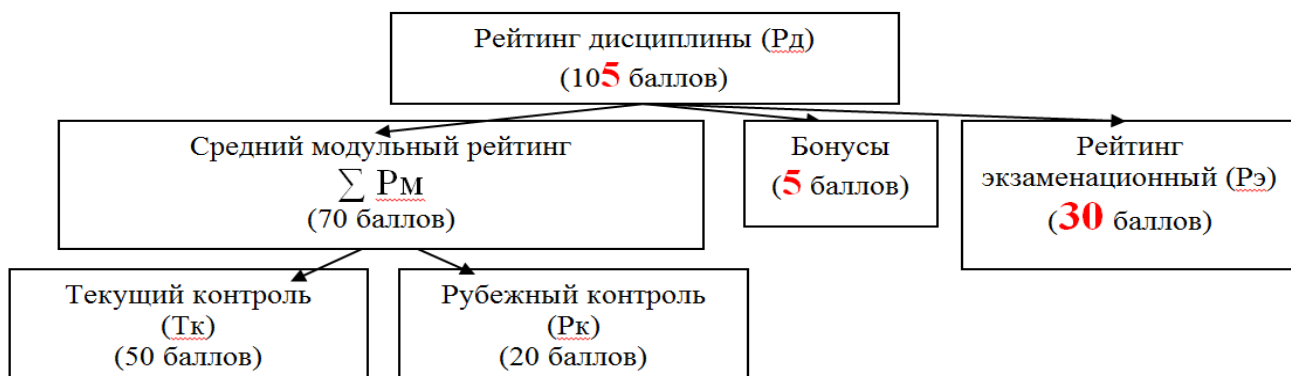 Рейтинг дисциплины (Рд)
(105 баллов)
Средний модульный рейтинг
∑ Рм
(70 баллов)
Бонусы
(5 баллов)
Рейтинг
экзаменационный (Рэ)
(30 баллов)
Текущий контроль
(Тк)
(50 баллов)
Рубежный контроль
(Рк)
(20 баллов)